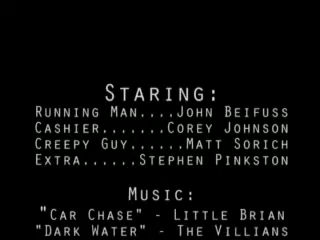 Staring:
Running Man....John Beifuss
Cashier.......Corey Johnson
Creepy Guy......Matt Sorich
Extra......Stephen Pinkston
Music:
"Car Chase" - Little Brian
"Dark Water" - The Villians